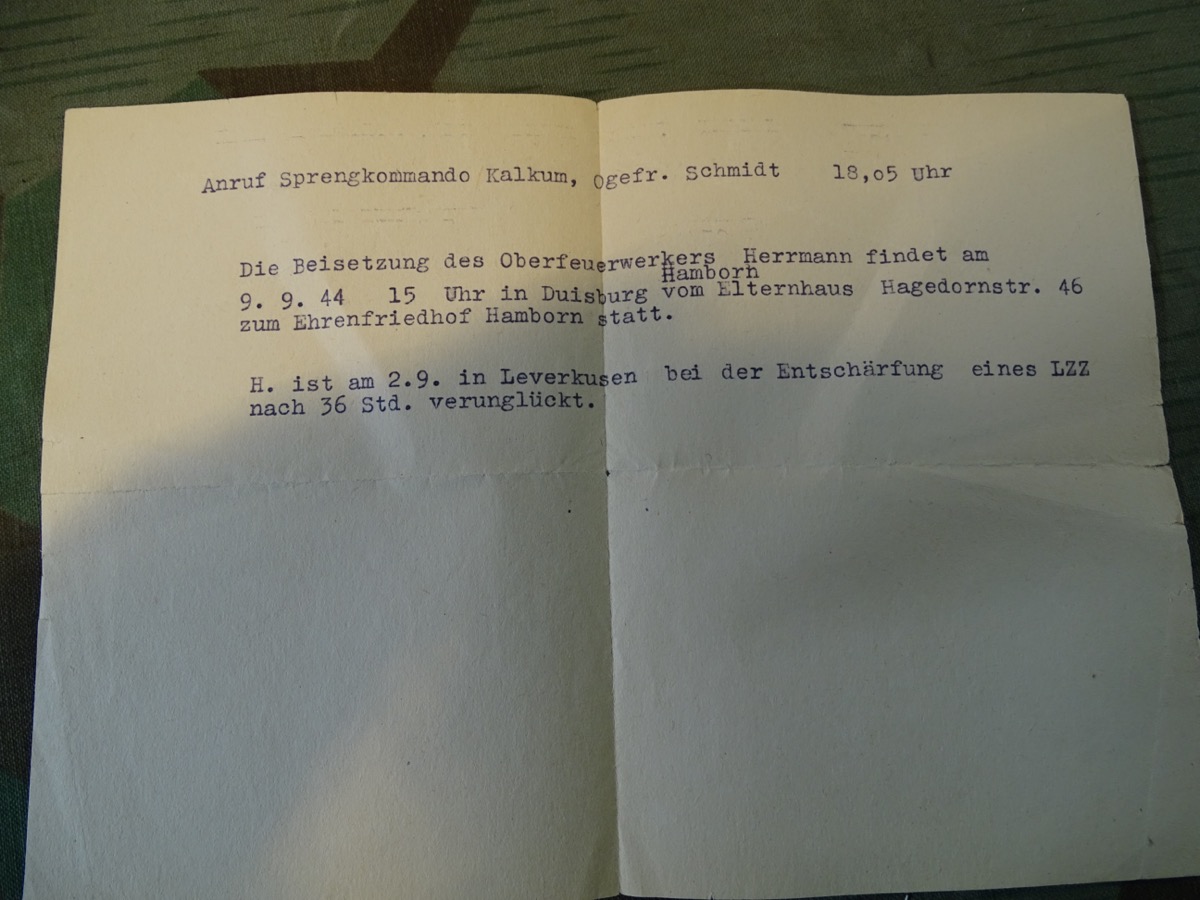 Anruf Sprengkommando Kalkum, Ogefr. Schmidt 18,o5 Uhr
Die Beisetzung des Oberfeuerwerkers Herrmann findet am
Hamborn
9. 9. 44 15 Uhr in Duisburg vom Elternhaus Hagedornstr. 46
zum Ehrenfriedhof Hamborn statt.
H. ist am 2.9. in Leverkusen bei der Entschärfung eines LZZ
nach 36 Std. verunglückt.